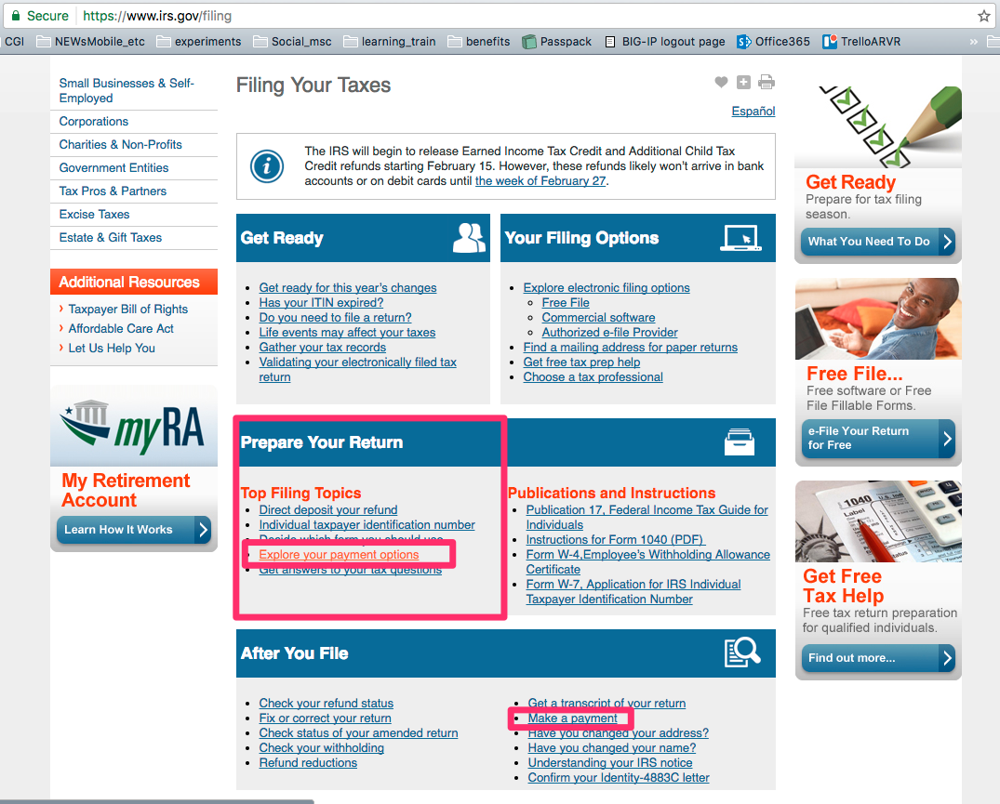 Secure https://www.irs.gov/filing
CGI NEWsMobile_etc experiments Social_msc learning_train benefits Passpack BIG-IP logout page Office365 TrelloARVR »
Small Businesses & Self-
Employed
Corporations
Charities & Non-Profits
Government Entities
Tax Pros & Partners
Excise Taxes
Estate & Gift Taxes
Additional Resources
Taxpayer Bill of Rights
Affordable Care Act
Let Us Help You
myRA
My Retirement
Account
Learn How It Works
Filing Your Taxes
Español
The IRS will begin to release Earned Income Tax Credit and Additional Child Tax
Credit refunds starting February 15. However, these refunds likely won't arrive in bank
accounts or on debit cards until the week of February 27.
Get Ready
Get ready for this year's changes
Has your ITIN expired?
Do you need to file a return?
Life events may affect your taxes
Gather your tax records
Validating your electronically filed tax
return
Your Filing Options
Explore electronic filing options
Free File
Commercial software
Authorized e-file Provider
Find a mailing address for paper returns
Get free tax prep help
Choose a tax professional
Prepare Your Return
Top Filing Topics
Direct deposit your refund
Individual taxpayer identification number
Decide which form you should use
Explore your payment options
Get answers to your tax questions
Publications and Instructions
Publication 17, Federal Income Tax Guide for
Individuals
Instructions for Form 1040 (PDF)
Form W-4,Employee's Withholding Allowance
Certificate
Form W-7, Application for IRS Individual
Taxpayer Identification Number
After You File
Check your refund status
Fix or correct your return
Check status of your amended return
Check your withholding
Refund reductions
Get a transcript of your return
Make a payment
Have you changed your address?
Have you changed your name?
Understanding your IRS notice
Confirm your Identity-4883C letter
Get Ready
Prepare for tax filing
season.
What You Need To Do
Free File...
Free software or Free
File Fillable Forms.
e-File Your Return
for Free
1040
Label
U.S. Indi
Get Free
Tax Help
Free tax return preparation
for qualified individuals.
Find out more...